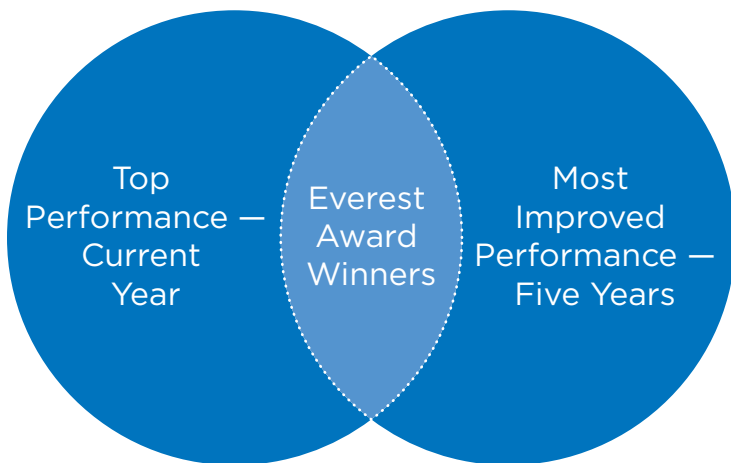 Top
Performance —
Current
Year
Everest
Award
Winners
Most
Improved
Performance —
Five Years